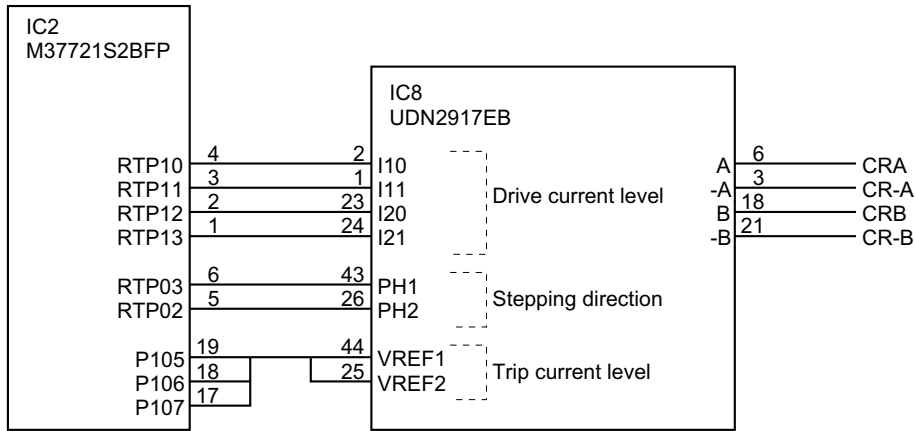 IC2
M37721S2BFP
IC8
UDN2917EB
RTP10 4 2 I10 A 6 CRA
RTP11 3 1 I11 Drive current level -A 3 CR-A
RTP12 2 23 I20 B 18 CRB
RTP13 1 24 I21 -B 21 CR-B
RTP03 6 43 PH1 Stepping direction
RTP02 5 26 PH2
P105 19 44 VREF1 Trip current level
P106 18 25 VREF2
P107 17